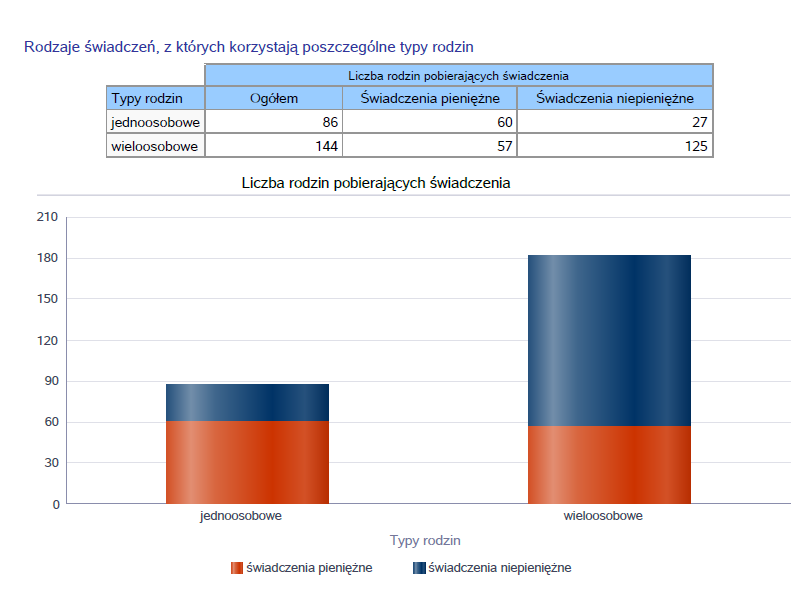 Rodzaje świadczeń, z których korzystają poszczególne typy rodzin
Liczba rodzin pobierających świadczenia
Typy rodzin Ogółem Świadczenia pieniężne Świadczenia niepieniężne
jednoosobowe 86 60 27
wieloosobowe 144 57 125
Liczba rodzin pobierających świadczenia
210
180
150
120
90
60
30
0
jednoosobowe wieloosobowe
Typy rodzin
świadczenia pieniężne świadczenia niepieniężne